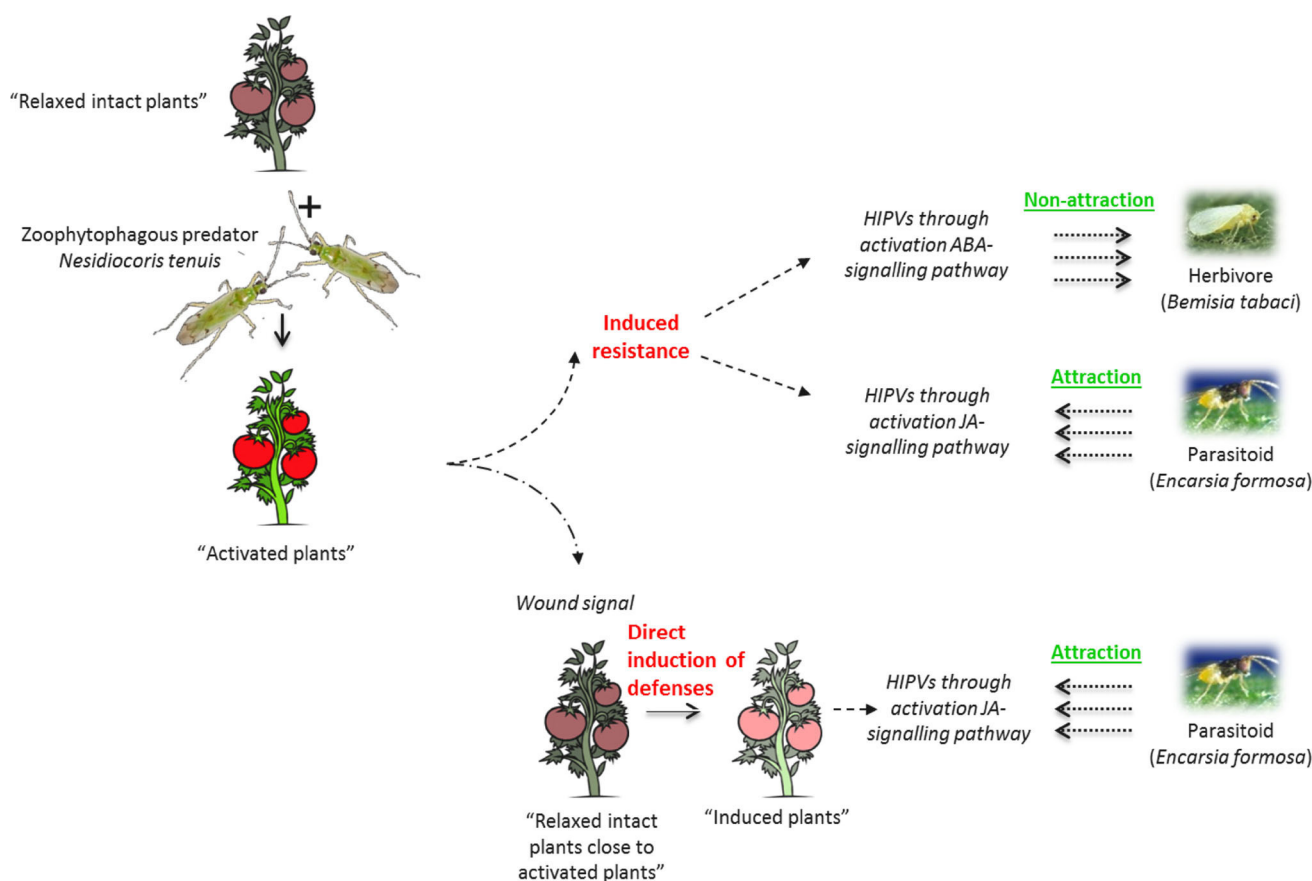 “Relaxed intact plants”
+
Zoophytophagous predator
Nesidiocoris tenuis
“Activated plants”
Induced
resistance
HIPVs through
activation ABA-
signalling pathway
Non-attraction
Herbivore
(Bemisia tabaci)
HIPVs through
activation JA-
signalling pathway
Attraction
Parasitoid
(Encarsia formosa)
Wound signal
Direct
induction of
defenses
“Relaxed intact
plants close to
activated plants”
“Induced plants”
HIPVs through
activation JA-
signalling pathway
Attraction
Parasitoid
(Encarsia formosa)